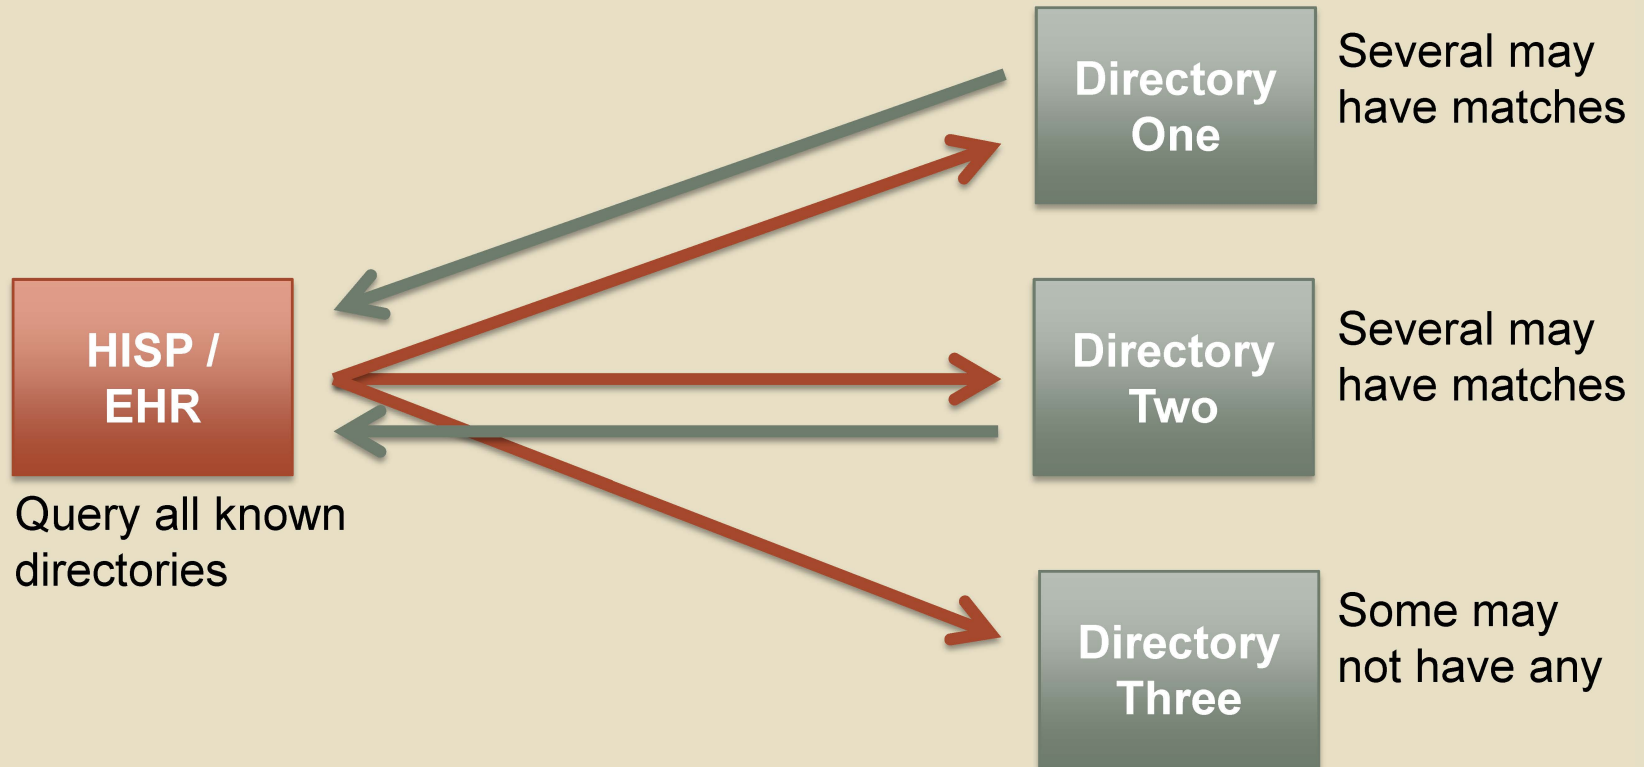 HISP /
EHR
Query all known
directories
Directory
One
Several may
have matches
Directory
Two
Several may
have matches
Directory
Three
Some may
not have any